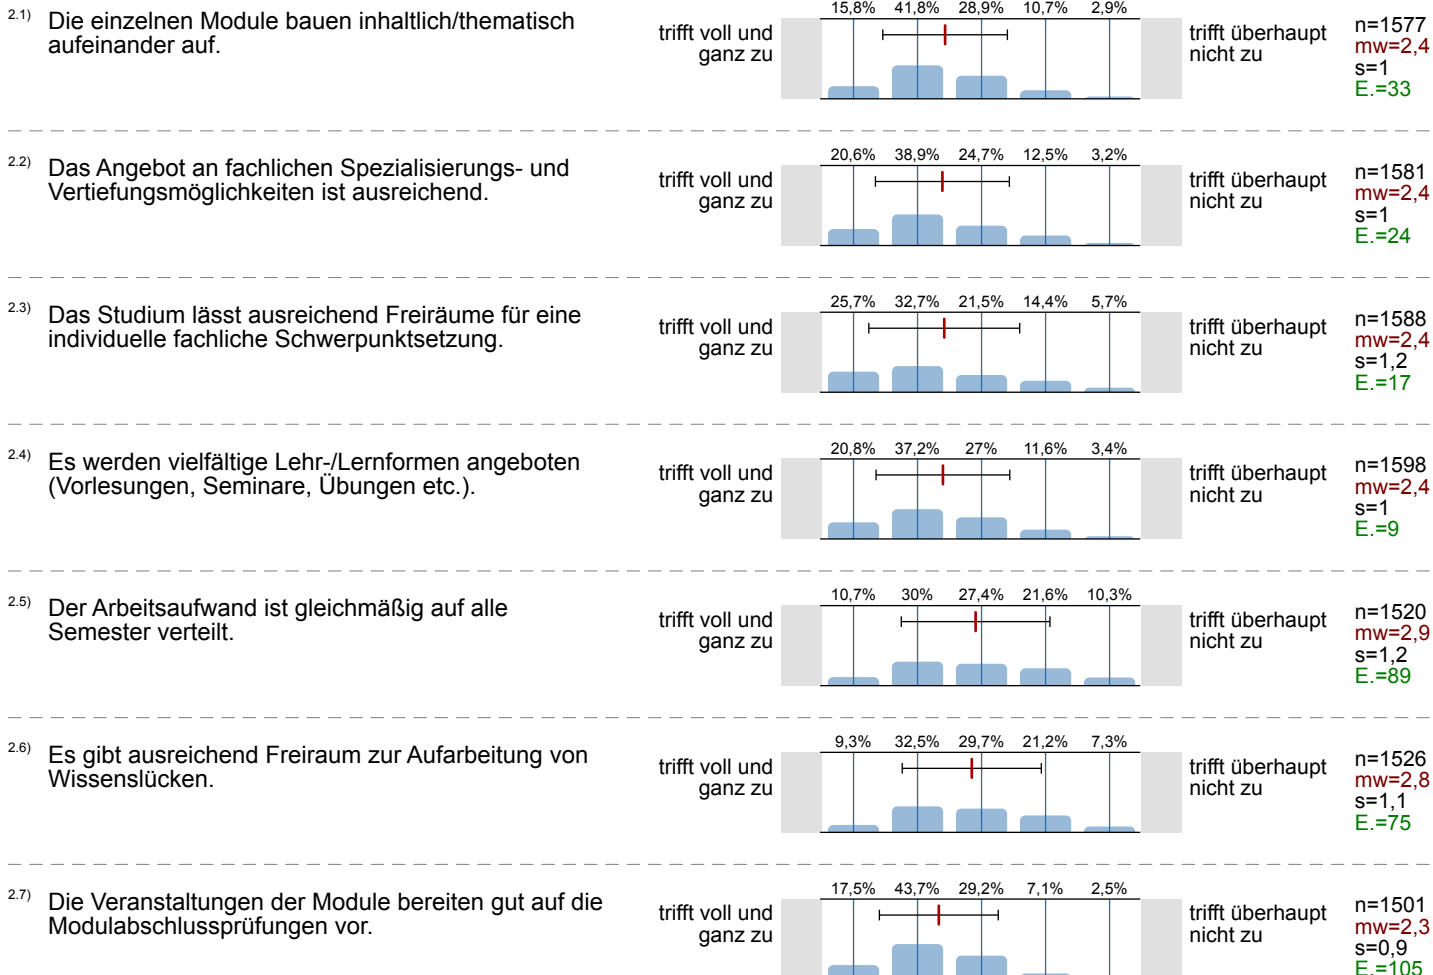 2.1) Die einzelnen Module bauen inhaltlich/thematisch
aufeinander auf.
15,8% 41,8% 28,9% 10,7% 2,9%
trifft voll und
ganz zu
trifft überhaupt
nicht zu
n=1577
mw=2,4
s=1
E.=33
2.2) Das Angebot an fachlichen Spezialisierungs- und
Vertiefungsmöglichkeiten ist ausreichend.
20,6% 38,9% 24,7% 12,5% 3,2%
trifft voll und
ganz zu
trifft überhaupt
nicht zu
n=1581
mw=2,4
s=1
E.=24
2.3) Das Studium lässt ausreichend Freiräume für eine
individuelle fachliche Schwerpunktsetzung.
25,7% 32,7% 21,5% 14,4% 5,7%
trifft voll und
ganz zu
trifft überhaupt
nicht zu
n=1588
mw=2,4
s=1,2
E.=17
2.4) Es werden vielfältige Lehr-/Lernformen angeboten
(Vorlesungen, Seminare, Übungen etc.).
20,8% 37,2% 27% 11,6% 3,4%
trifft voll und
ganz zu
trifft überhaupt
nicht zu
n=1598
mw=2,4
s=1
E.=9
2.5) Der Arbeitsaufwand ist gleichmäßig auf alle
Semester verteilt.
10,7% 30% 27,4% 21,6% 10,3%
trifft voll und
ganz zu
trifft überhaupt
nicht zu
n=1520
mw=2,9
s=1,2
E.=89
2.6) Es gibt ausreichend Freiraum zur Aufarbeitung von
Wissenslücken.
9,3% 32,5% 29,7% 21,2% 7,3%
trifft voll und
ganz zu
trifft überhaupt
nicht zu
n=1526
mw=2,8
s=1,1
E.=75
2.7) Die Veranstaltungen der Module bereiten gut auf die
Modulabschlussprüfungen vor.
17,5% 43,7% 29,2% 7,1% 2,5%
trifft voll und
ganz zu
trifft überhaupt
nicht zu
n=1501
mw=2,3
s=0,9
E.=105